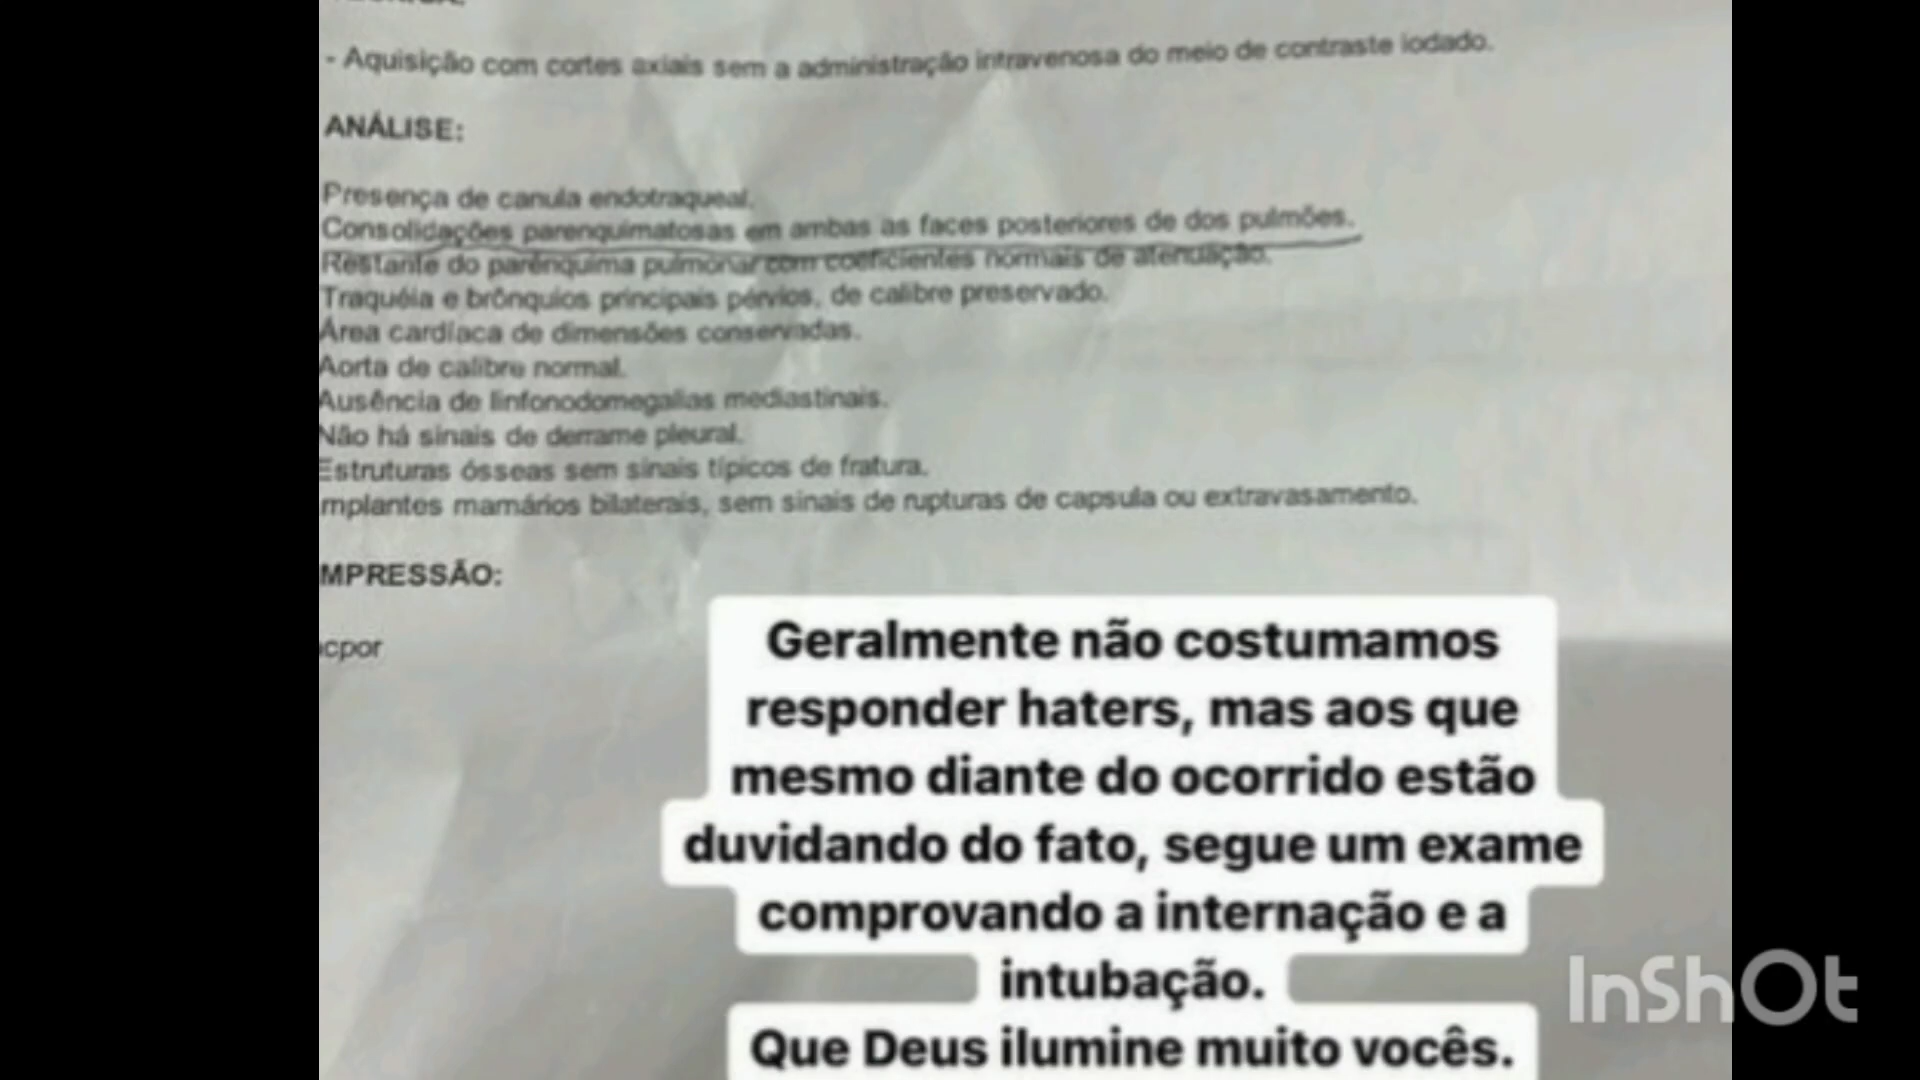 - Aquisição com cortes axiais sem a administração intravenosa do meio de contraste iodado.
ANÁLISE:
Presença de canula endotraqueal.
Consolidações parenquimatosas em ambas as faces posteriores de dos pulmões.
Restante do parênquima pulmonar com coeficientes normais de atenuação.
Traquéia e brônquios principais pérvios, de calibre preservado.
Área cardíaca de dimensões conservadas.
Aorta de calibre normal.
Ausência de linfonodomegalias mediastinais.
Não há sinais de derrame pleural.
Estruturas ósseas sem sinais típicos de fratura.
mplantes mamários bilaterais, sem sinais de rupturas de capsula ou extravasamento.
MPRESSÃO:
cpor
Geralmente não costumamos
responder haters, mas aos que
mesmo diante do ocorrido estão
duvidando do fato, segue um exame
comprovando a internação e a
intubação.
Que Deus ilumine muito vocês.
InShOt